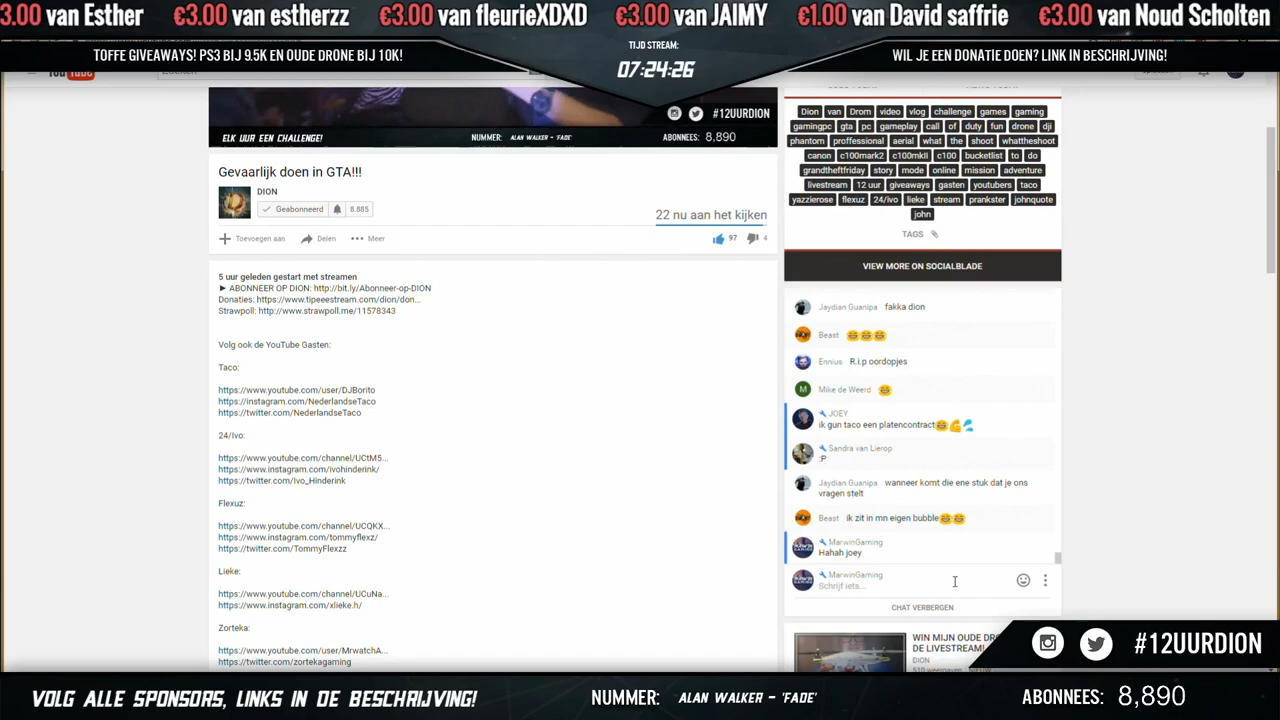 3.00 van Esther €3.00 van estherzz €3.00 van fleurieXDXD €3.00 van JAIMY €1.00 van David saffrie €3.00 van Noud Scholten
TOFFE GIVEAWAYS! PS3 BIJ 9.5K EN OUDE DRONE BIJ 10K!
TIJD STREAM:
07:24:26
WIL JE EEN DONATIE DOEN? LINK IN BESCHRIJVING!
#12UURDION
ELK UUR EEN CHALLENGE!
NUMMER: ALAN WALKER - 'FADE'
ABONNEES: 8,890
Gevaarlijk doen in GTA!!!
DION
Geabonneerd 8.885
22 nu aan het kijken
Toevoegen aan Delen Meer
97 4
5 uur geleden gestart met streamen
► ABONNEER OP DION: http://bit.ly/Abonneer-op-DION
Donaties: https://www.tipeeestream.com/dion/don...
Strawpoll: http://www.strawpoll.me/11578343
Volg ook de YouTube Gasten:
Taco:
https://www.youtube.com/user/DJBorito
https://instagram.com/NederlandseTaco
https://twitter.com/NederlandseTaco
24/Ivo:
https://www.youtube.com/channel/UCtM5...
https://www.instagram.com/ivohinderink/
https://twitter.com/Ivo_Hinderink
Flexuz:
https://www.youtube.com/channel/UCQKX...
https://www.instagram.com/tommyflexz/
https://twitter.com/TommyFlexzz
Lieke:
https://www.youtube.com/channel/UCuNa...
https://www.instagram.com/xlieke.h/
Zorteka:
https://www.youtube.com/user/MrwatchA...
https://twitter.com/zortekagaming
Dion van Drom video vlog challenge games gaming
gamingpc gta pc gameplay call of duty fun drone dji
phantom proffesional aerial what the shoot whattheshoot
canon c100mark2 c100mkII c100 bucketlist to do
grandtheftfriday story mode online mission adventure
livestream 12 uur giveaways gasten youtubers taco
yazzierose flexuz 24/ivo lieke stream prankster johnquote
john
TAGS
VIEW MORE ON SOCIALBLADE
Jaydian Guanipa fakka dion
Beast 😂😂😂
Ennius R.i.p oordopjes
M Mike de Weerd 😂
JOEY
ik gun taco een platencontract😂💪💦
Sandra van Lierop
:P
Jaydian Guanipa wanneer komt die ene stuk dat je ons
vragen stelt
Beast ik zit in mn eigen bubble😂😂
MarwinGaming
Hahah joey
MarwinGaming
Schrijf iets...
CHAT VERBERGEN
WIN MIJN OUDE
DE LIVESTREAM!
DION
#12UURDION
VOLG ALLE SPONSORS, LINKS IN DE BESCHRIJVING!
NUMMER: ALAN WALKER - 'FADE'
ABONNEES: 8,890